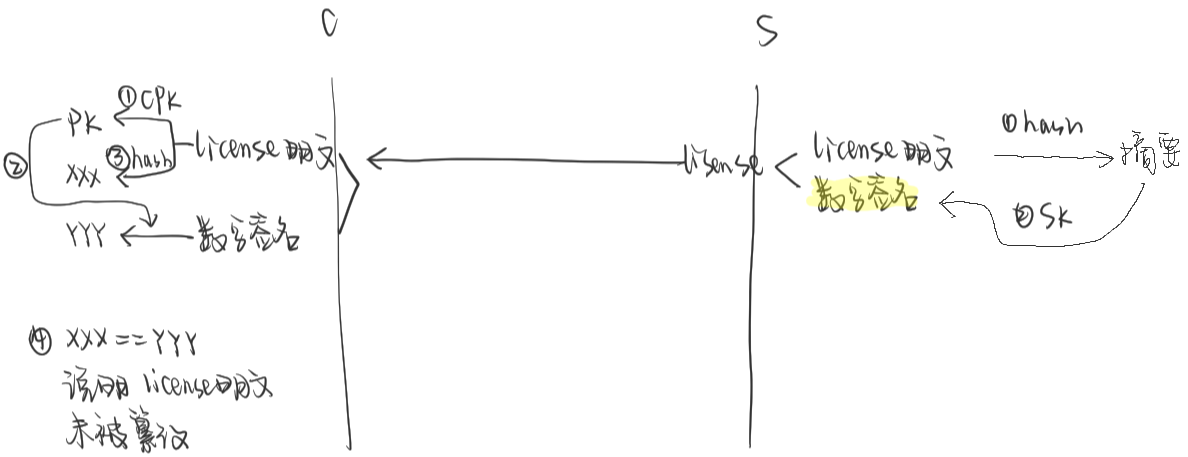 C
S
①CPK
PK
②
③hash
license明文
XXX
YYY
数字签名
lisense
license明文
数字签名
①hash
摘要
②SK
④ XXX==YYY
说明 license明文
未被篡改